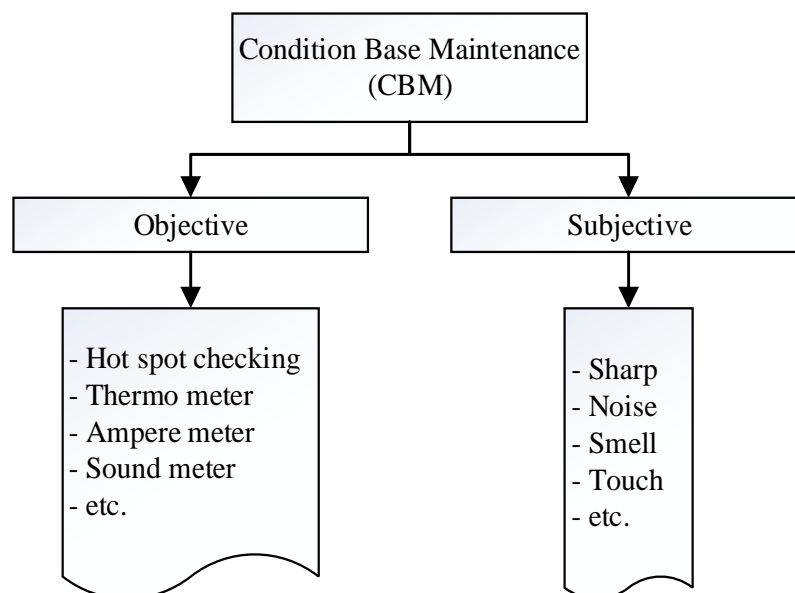 Condition Base Maintenance
(CBM)
Objective
Subjective
- Hot spot checking
- Thermo meter
- Ampere meter
- Sound meter
- etc.
- Sharp
- Noise
- Smell
- Touch
- etc.